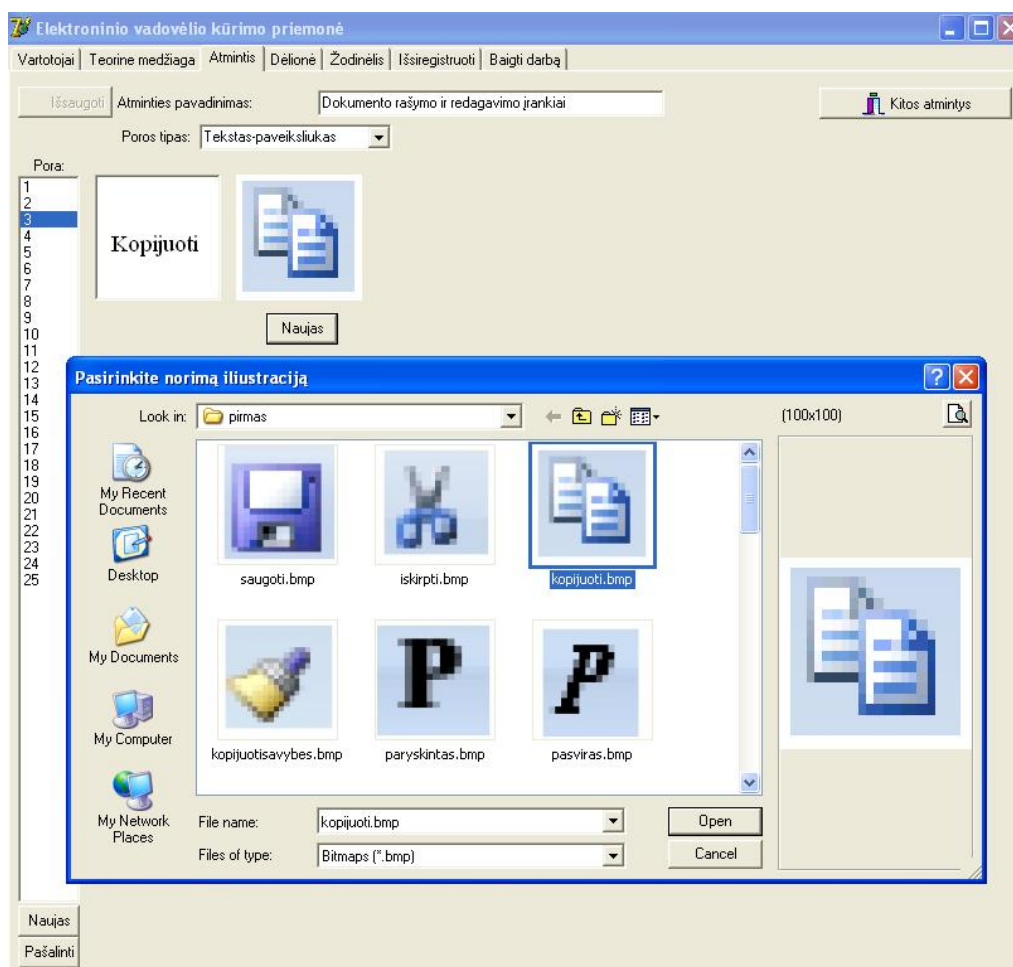 Elektroninio vadovėlio kūrimo priemonė
Vartotojai Teorine medžiaga Atmintis Dėlionė Žodinėlis Išsiregistruoti Baigti darbą
Išsaugoti Atminties pavadinimas: Dokumento rašymo ir redagavimo įrankiai Kitos atmintys
Poros tipas: Tekstas-paveiksliukas
Pora:
1
2
3
4
5
6
7
8
9
10
11
12
13
14
15
16
17
18
19
20
21
22
23
24
25
Kopijuoti
Naujas
Pasirinkite norimą iliustraciją
Look in: pirmas (100x100)
My Recent
Documents
Desktop
My Documents
My Computer
My Network
Places
saugoti.bmp iskirpti.bmp kopijuoti.bmp
P P
kopijuotisavybes.bmp paryskintas.bmp pasviras.bmp
File name: kopijuoti.bmp Open
Files of type: Bitmaps (*.bmp) Cancel
Naujas
Pašalinti